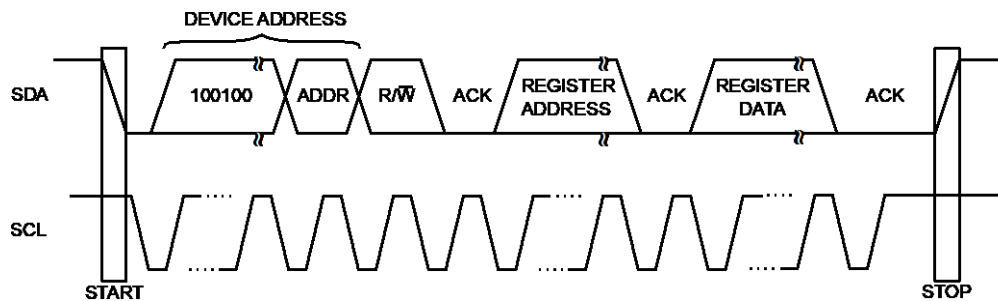 DEVICE ADDRESS
SDA
100100
ADDR
R/W̅
ACK
REGISTER
ADDRESS
ACK
REGISTER
DATA
ACK
SCL
START
STOP